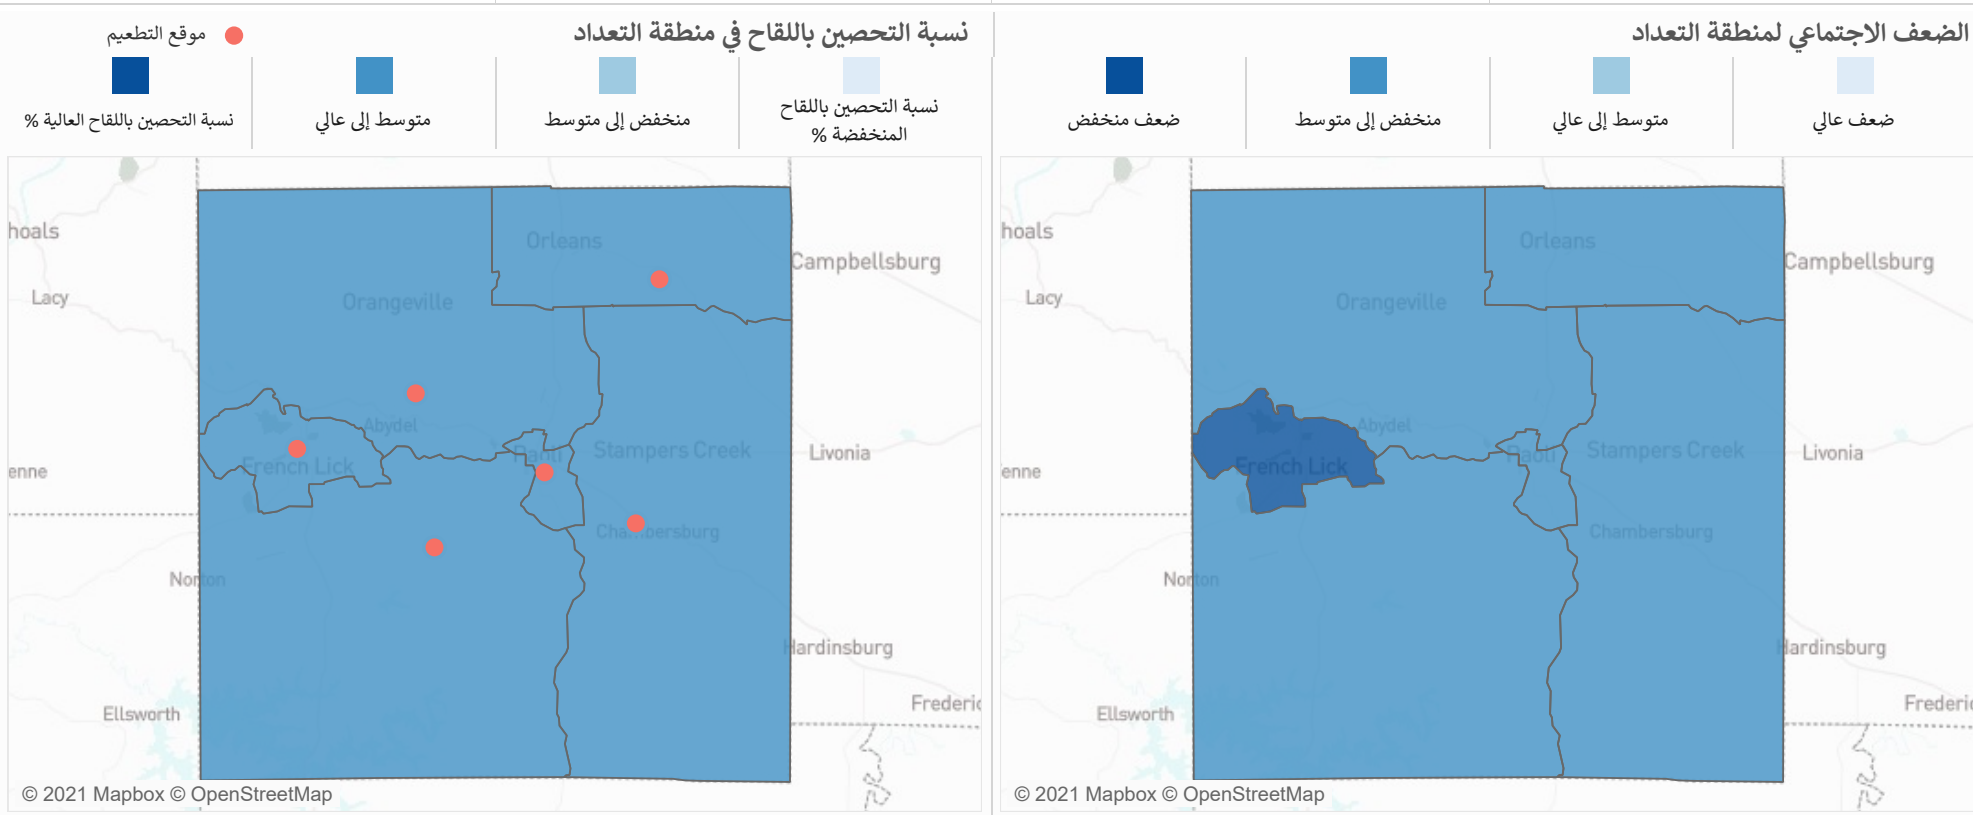 الضعف الاجتماعي لمنطقة التعداد
ضعف عالي
متوسط إلى عالي
منخفض إلى متوسط
ضعف منخفض
hoals
Lacy
enne
Orleans
Orangeville
Campbellsburg
Abydel
French Lick
Paoli
Stampers Creek
Livonia
Chambersburg
Norton
Hardinsburg
Ellsworth
Frederic
© 2021 Mapbox © OpenStreetMap
نسبة التحصين باللقاح في منطقة التعداد
موقع التطعيم
نسبة التحصين باللقاح
المنخفضة %
منخفض إلى متوسط
متوسط إلى عالي
نسبة التحصين باللقاح العالية %
hoals
Lacy
enne
Orleans
Orangeville
Campbellsburg
Abydel
French Lick
Paoli
Stampers Creek
Livonia
Chambersburg
Norton
Hardinsburg
Ellsworth
Frederic
© 2021 Mapbox © OpenStreetMap